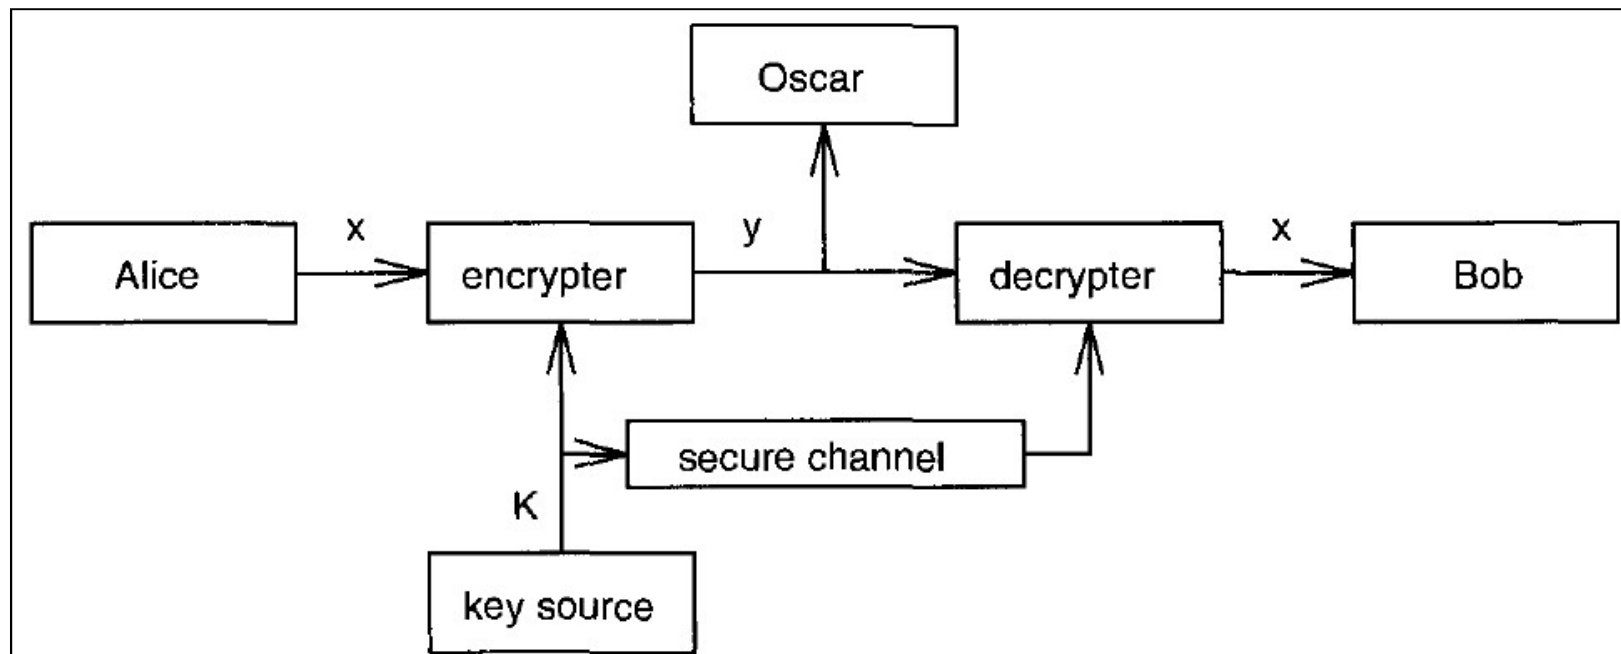 Oscar
x
y
x
Alice
encrypter
decrypter
Bob
secure channel
K
key source